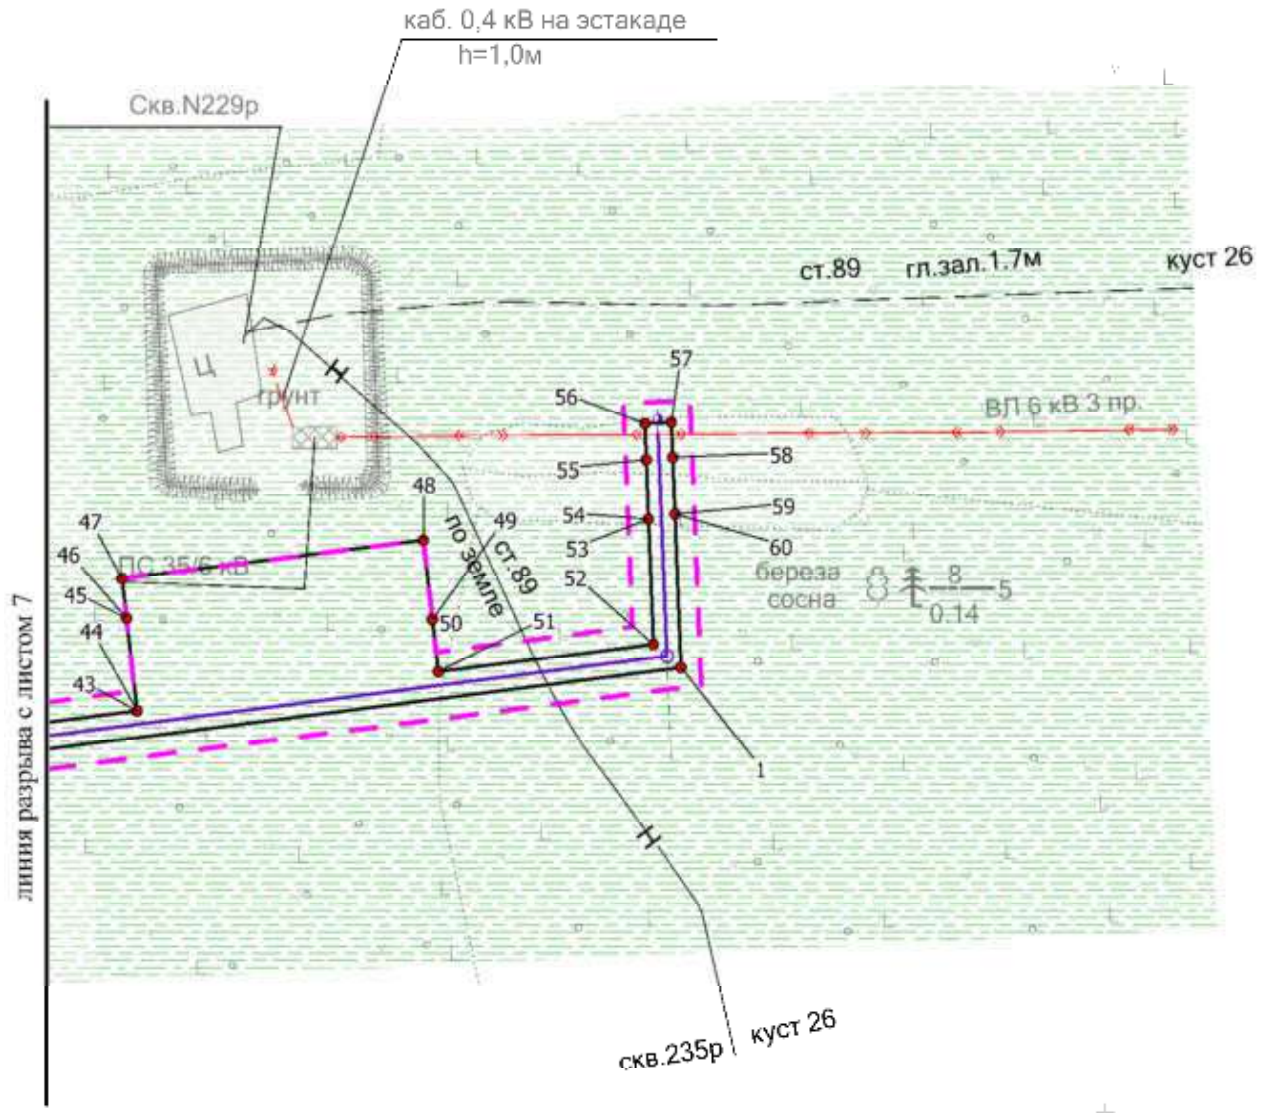 каб. 0,4 кВ на эстакаде
h=1,0м
Скв.N229р
ст.89 гл.зал.1.7м куст 26
Ц
грунт
57
56
ВЛ 6 кВ 3 пр.
55
58
48
54
49
59
47
53
60
46
ПС 35/6 кВ
по земле
ст.89
52
береза
сосна
8
5
0.14
45
44
50
51
43
1
линия разрыва с листом 7
скв.235р
куст 26